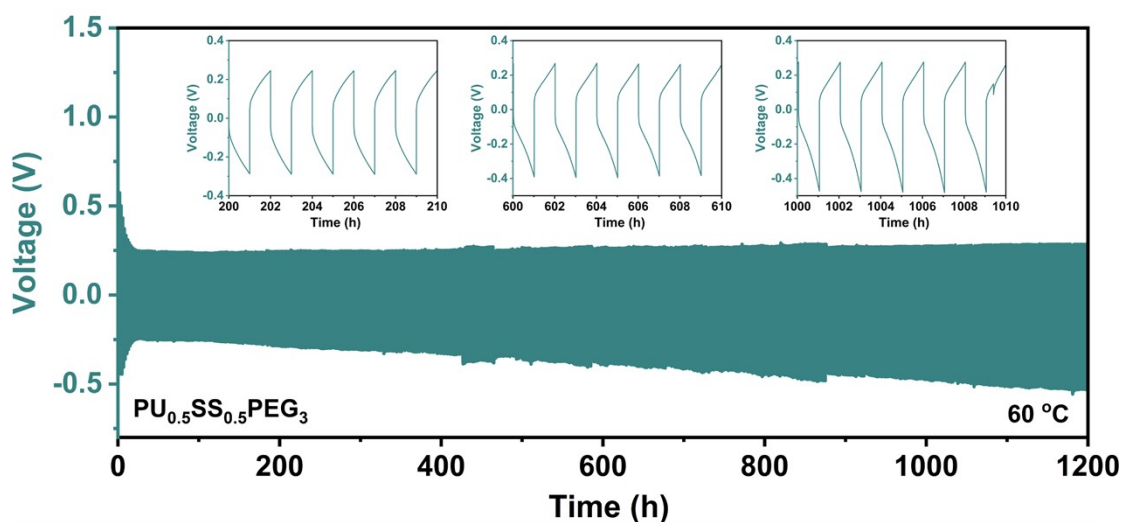 1.5
1.0
0.5
0.0
-0.5
Voltage (V)
0.4
0.2
0.0
-0.2
-0.4
Voltage (V)
200 202 204 206 208 210
Time (h)
0.4
0.2
0.0
-0.2
-0.4
Voltage (V)
600 602 604 606 608 610
Time (h)
0.4
0.2
0.0
-0.2
-0.4
Voltage (V)
1000 1002 1004 1006 1008 1010
Time (h)
PU0.5SS0.5PEG3
60 °C
0 200 400 600 800 1000 1200
Time (h)